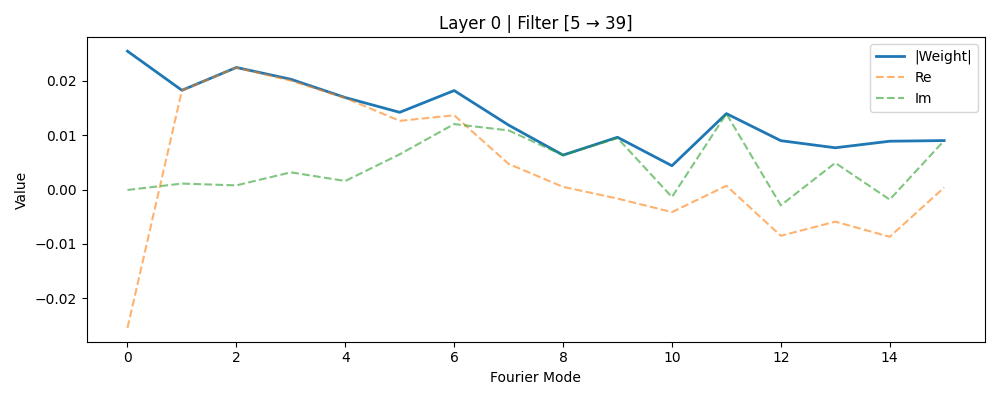 Layer 0 | Filter [5 → 39]
|Weight|
Re
Im
0.02
0.01
0.00
−0.01
−0.02
Value
0 2 4 6 8 10 12 14
Fourier Mode